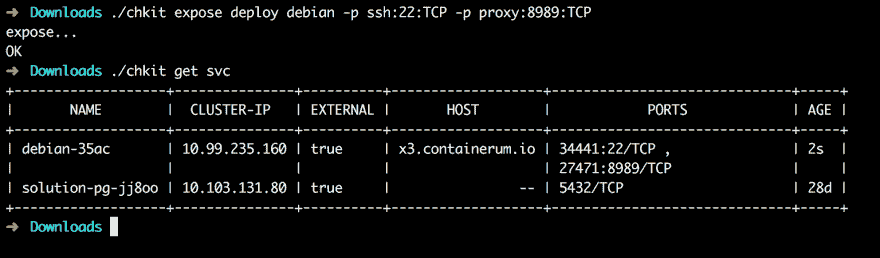 ➜ Downloads ./chkit expose deploy debian -p ssh:22:TCP -p proxy:8989:TCP
expose...
OK
➜ Downloads ./chkit get svc
+-------------------+---------------+----------+-------------------+------------------------------+-----+
| NAME | CLUSTER-IP | EXTERNAL | HOST | PORTS | AGE |
+-------------------+---------------+----------+-------------------+------------------------------+-----+
| debian-35ac | 10.99.235.160 | true | x3.containerum.io | 34441:22/TCP , | 2s |
| | | | | 27471:8989/TCP | |
| solution-pg-jj8oo | 10.103.131.80 | true | -- | 5432/TCP | 28d |
+-------------------+---------------+----------+-------------------+------------------------------+-----+
➜ Downloads